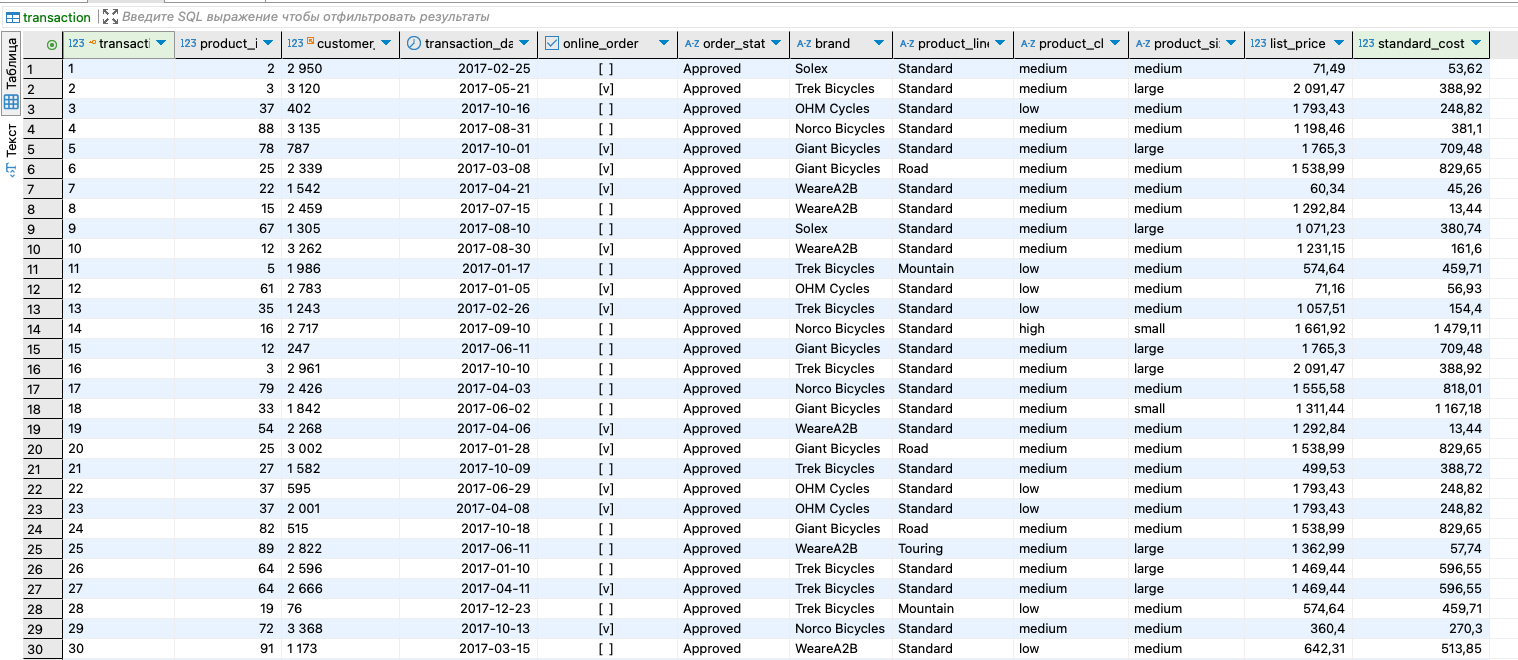 transaction Введите SQL выражение чтобы отфильтровать результаты
Таблица
Текст
123 transacti 123 product_i 123 customer_ transaction_da online_order A-Z order_stat A-Z brand A-Z product_line A-Z product_cl A-Z product_si 123 list_price 123 standard_cost
1 1 2 2 950 2017-02-25 [ ] Approved Solex Standard medium medium 71,49 53,62
2 2 3 3 120 2017-05-21 [v] Approved Trek Bicycles Standard medium large 2 091,47 388,92
3 3 37 402 2017-10-16 [ ] Approved OHM Cycles Standard low medium 1 793,43 248,82
4 4 88 3 135 2017-08-31 [ ] Approved Norco Bicycles Standard medium medium 1 198,46 381,1
5 5 78 787 2017-10-01 [v] Approved Giant Bicycles Standard medium large 1 765,3 709,48
6 6 25 2 339 2017-03-08 [v] Approved Giant Bicycles Road medium medium 1 538,99 829,65
7 7 22 1 542 2017-04-21 [v] Approved WeareA2B Standard medium medium 60,34 45,26
8 8 15 2 459 2017-07-15 [ ] Approved WeareA2B Standard medium medium 1 292,84 13,44
9 9 67 1 305 2017-08-10 [ ] Approved Solex Standard medium large 1 071,23 380,74
10 10 12 3 262 2017-08-30 [v] Approved WeareA2B Standard medium medium 1 231,15 161,6
11 11 5 1 986 2017-01-17 [ ] Approved Trek Bicycles Mountain low medium 574,64 459,71
12 12 61 2 783 2017-01-05 [v] Approved OHM Cycles Standard low medium 71,16 56,93
13 13 35 1 243 2017-02-26 [v] Approved Trek Bicycles Standard low medium 1 057,51 154,4
14 14 16 2 717 2017-09-10 [ ] Approved Norco Bicycles Standard high small 1 661,92 1 479,11
15 15 12 247 2017-06-11 [ ] Approved Giant Bicycles Standard medium large 1 765,3 709,48
16 16 3 2 961 2017-10-10 [ ] Approved Trek Bicycles Standard medium large 2 091,47 388,92
17 17 79 2 426 2017-04-03 [ ] Approved Norco Bicycles Standard medium medium 1 555,58 818,01
18 18 33 1 842 2017-06-02 [ ] Approved Giant Bicycles Standard medium small 1 311,44 1 167,18
19 19 54 2 268 2017-04-06 [v] Approved WeareA2B Standard medium medium 1 292,84 13,44
20 20 25 3 002 2017-01-28 [v] Approved Giant Bicycles Road medium medium 1 538,99 829,65
21 21 27 1 582 2017-10-09 [ ] Approved Trek Bicycles Standard medium medium 499,53 388,72
22 22 37 595 2017-06-29 [v] Approved OHM Cycles Standard low medium 1 793,43 248,82
23 23 37 2 001 2017-04-08 [v] Approved OHM Cycles Standard low medium 1 793,43 248,82
24 24 82 515 2017-10-18 [ ] Approved Giant Bicycles Road medium medium 1 538,99 829,65
25 25 89 2 822 2017-06-11 [ ] Approved WeareA2B Touring medium large 1 362,99 57,74
26 26 64 2 596 2017-01-10 [ ] Approved Trek Bicycles Standard medium large 1 469,44 596,55
27 27 64 2 666 2017-04-11 [v] Approved Trek Bicycles Standard medium large 1 469,44 596,55
28 28 19 76 2017-12-23 [ ] Approved Trek Bicycles Mountain low medium 574,64 459,71
29 29 72 3 368 2017-10-13 [v] Approved Norco Bicycles Standard medium medium 360,4 270,3
30 30 91 1 173 2017-03-15 [ ] Approved WeareA2B Standard low medium 642,31 513,85